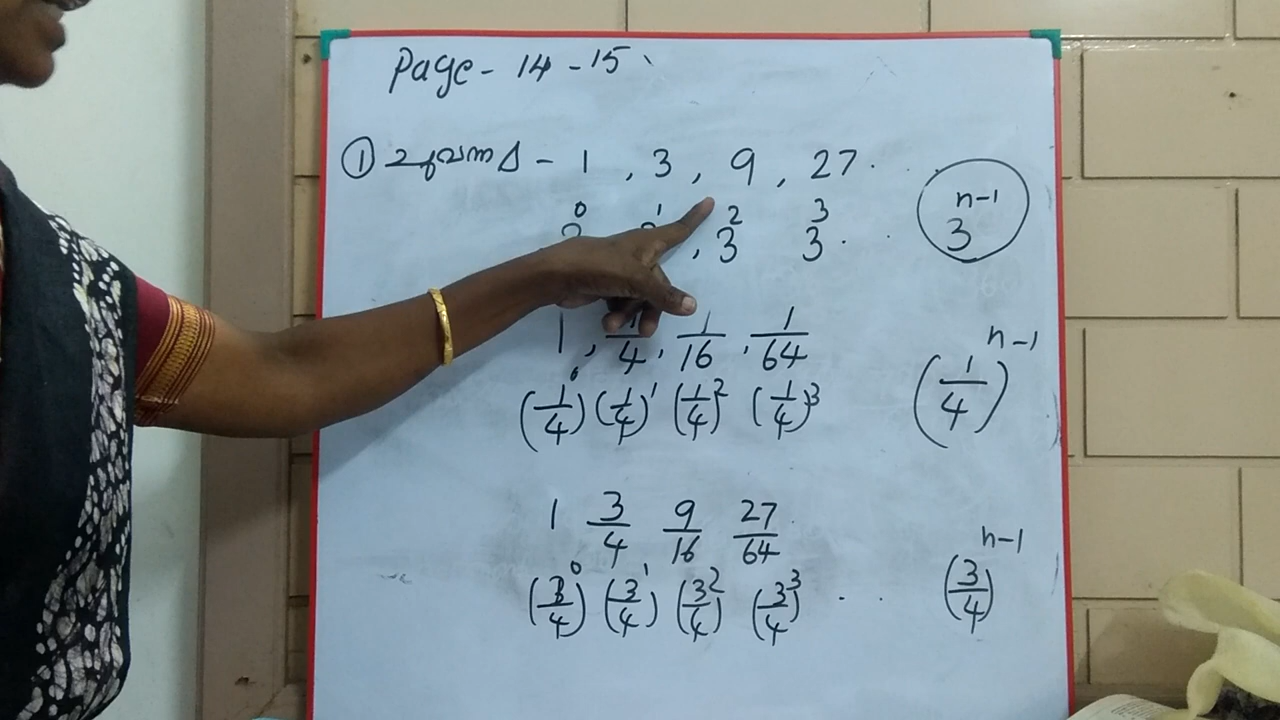 Page - 14 - 15
① ചുവന്ന Δ - 1 , 3 , 9 , 27 .
3² 3³ . . 3ⁿ⁻¹
1 , 1/4 , 1/16 , 1/64
(1/4)⁰ (1/4)¹ (1/4)² (1/4)³ (1/4)ⁿ⁻¹
1 3/4 9/16 27/64
(3/4)⁰ (3/4)¹ (3/4)² (3/4)³ . . (3/4)ⁿ⁻¹